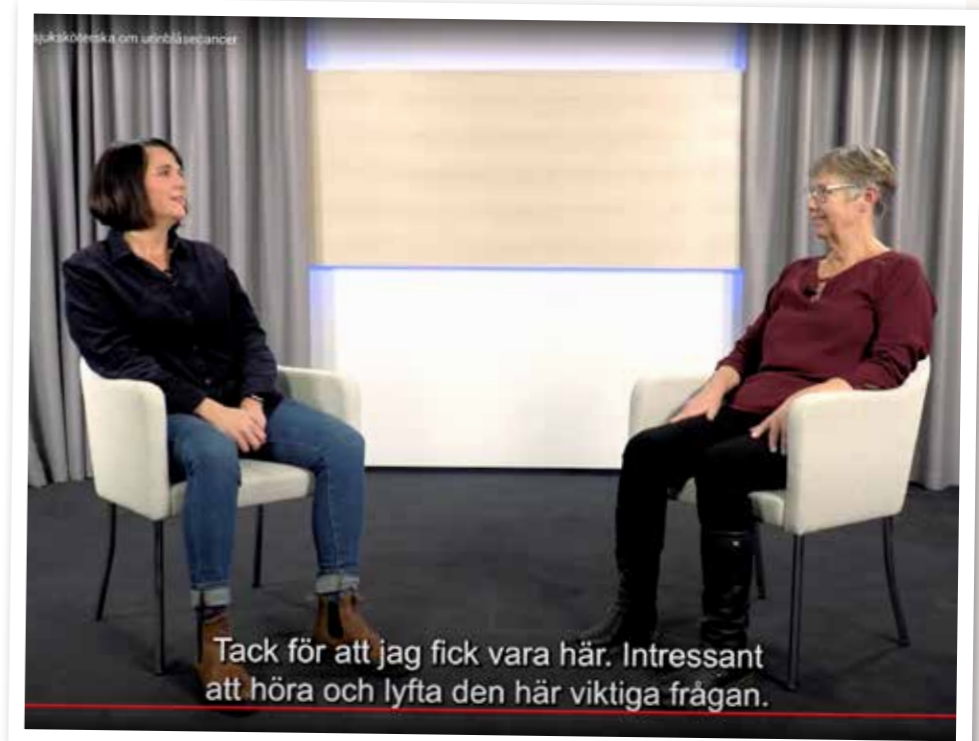 sjuksköterska om urinblåsecancer
Tack för att jag fick vara här. Intressant
att höra och lyfta den här viktiga frågan.